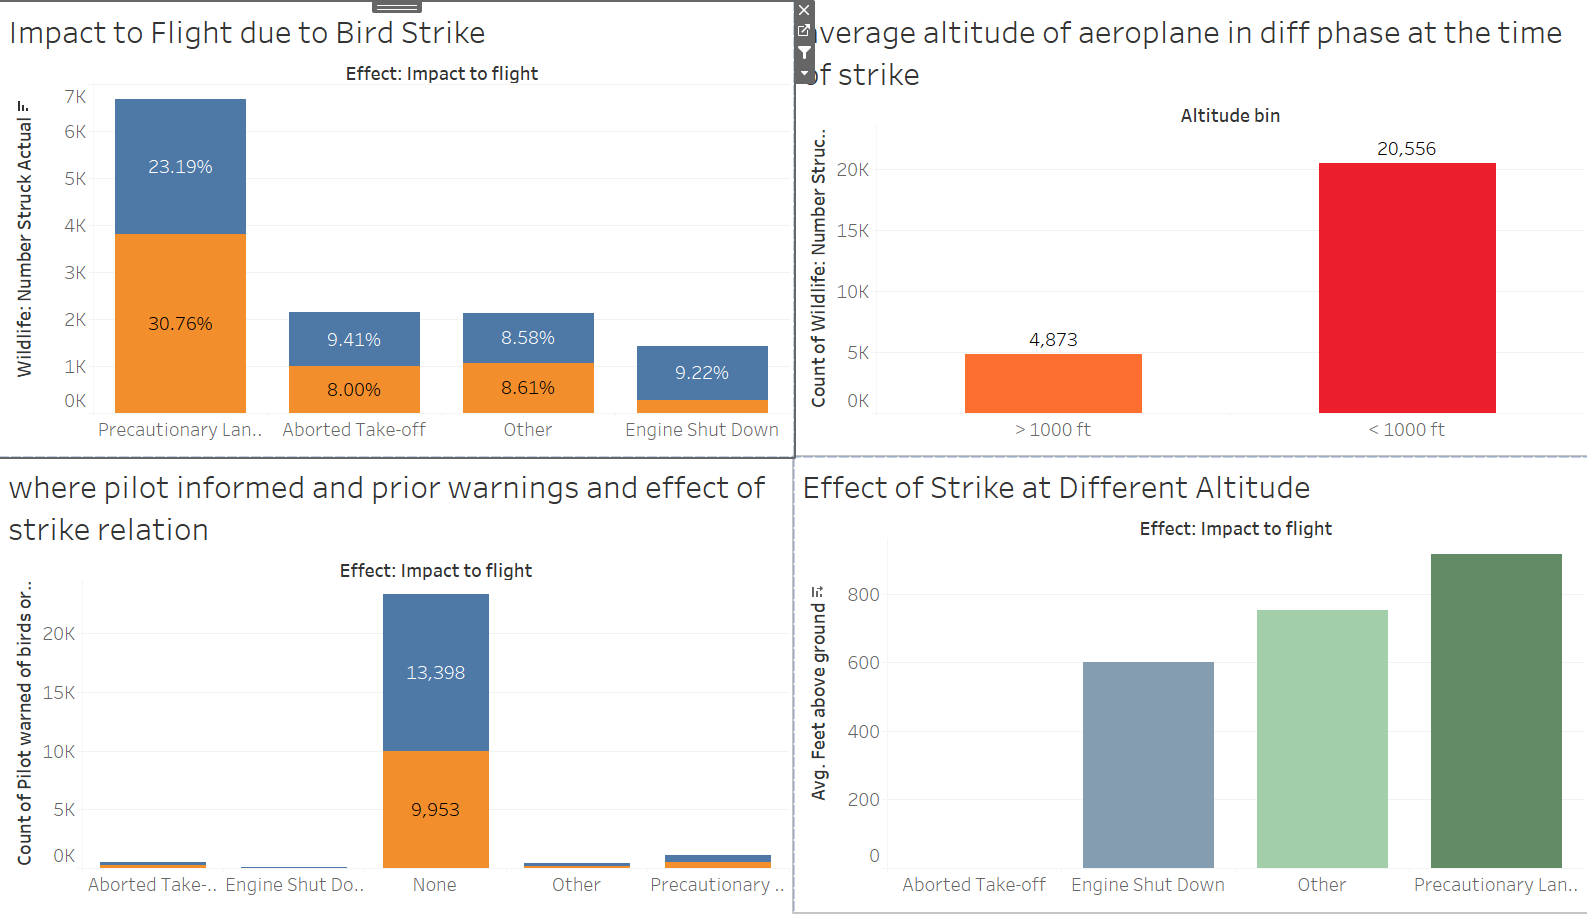 Impact to Flight due to Bird Strike
Effect: Impact to flight
Wildlife: Number Struck Actual
7K
6K
5K
4K
3K
2K
1K
0K
23.19%
30.76%
9.41%
8.00%
8.58%
8.61%
9.22%
Precautionary Lan..
Aborted Take-off
Other
Engine Shut Down
average altitude of aeroplane in diff phase at the time
of strike
Altitude bin
Count of Wildlife: Number Struc..
20K
15K
10K
5K
0K
4,873
20,556
> 1000 ft
< 1000 ft
where pilot informed and prior warnings and effect of
strike relation
Effect: Impact to flight
Count of Pilot warned of birds or..
20K
15K
10K
5K
0K
13,398
9,953
Aborted Take-..
Engine Shut Do..
None
Other
Precautionary ..
Effect of Strike at Different Altitude
Effect: Impact to flight
Avg. Feet above ground
800
600
400
200
0
Aborted Take-off
Engine Shut Down
Other
Precautionary Lan..